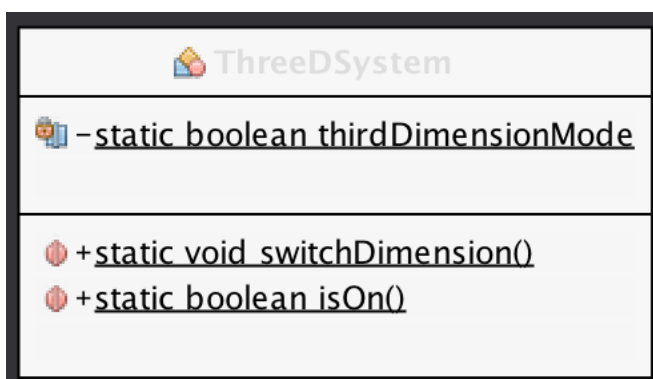 ThreeDSystem
-static boolean thirdDimensionMode
+static void switchDimension()
+static boolean isOn()